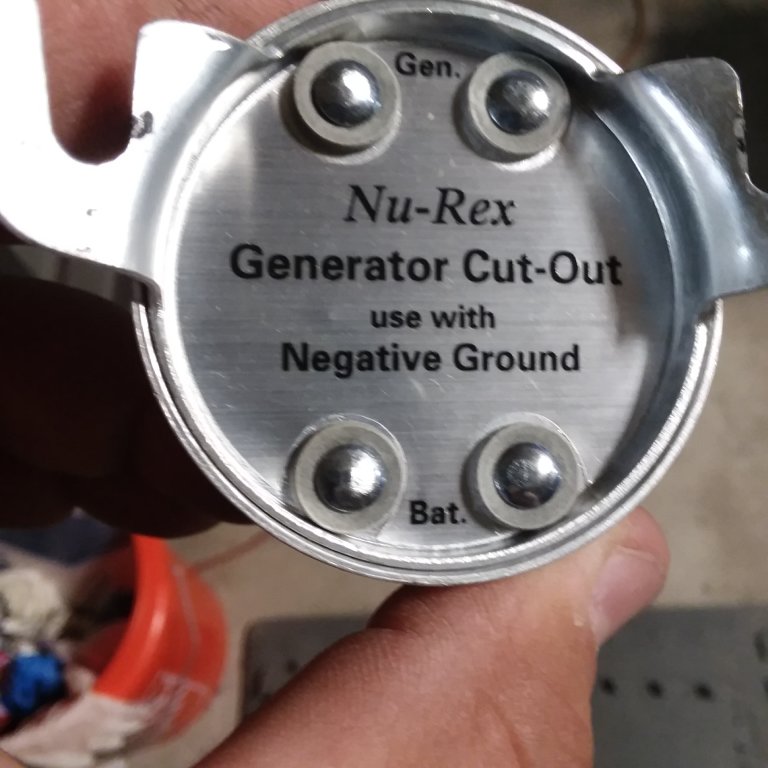 Gen.
Nu-Rex
Generator Cut-Out
use with
Negative Ground
Bat.